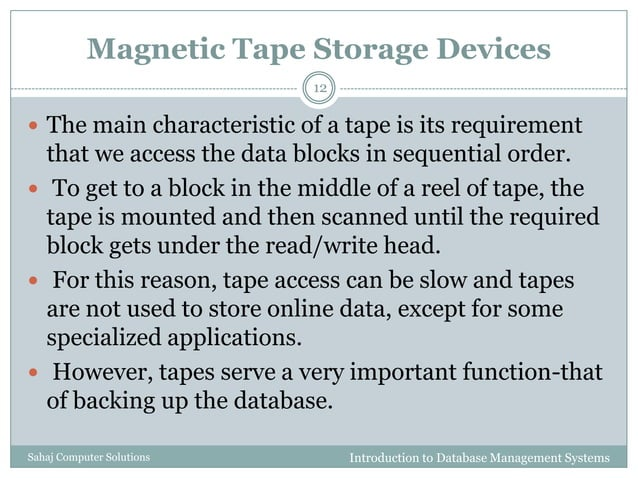 Magnetic Tape Storage Devices
12
• The main characteristic of a tape is its requirement
that we access the data blocks in sequential order.
• To get to a block in the middle of a reel of tape, the
tape is mounted and then scanned until the required
block gets under the read/write head.
• For this reason, tape access can be slow and tapes
are not used to store online data, except for some
specialized applications.
• However, tapes serve a very important function-that
of backing up the database.
Sahaj Computer Solutions
Introduction to Database Management Systems